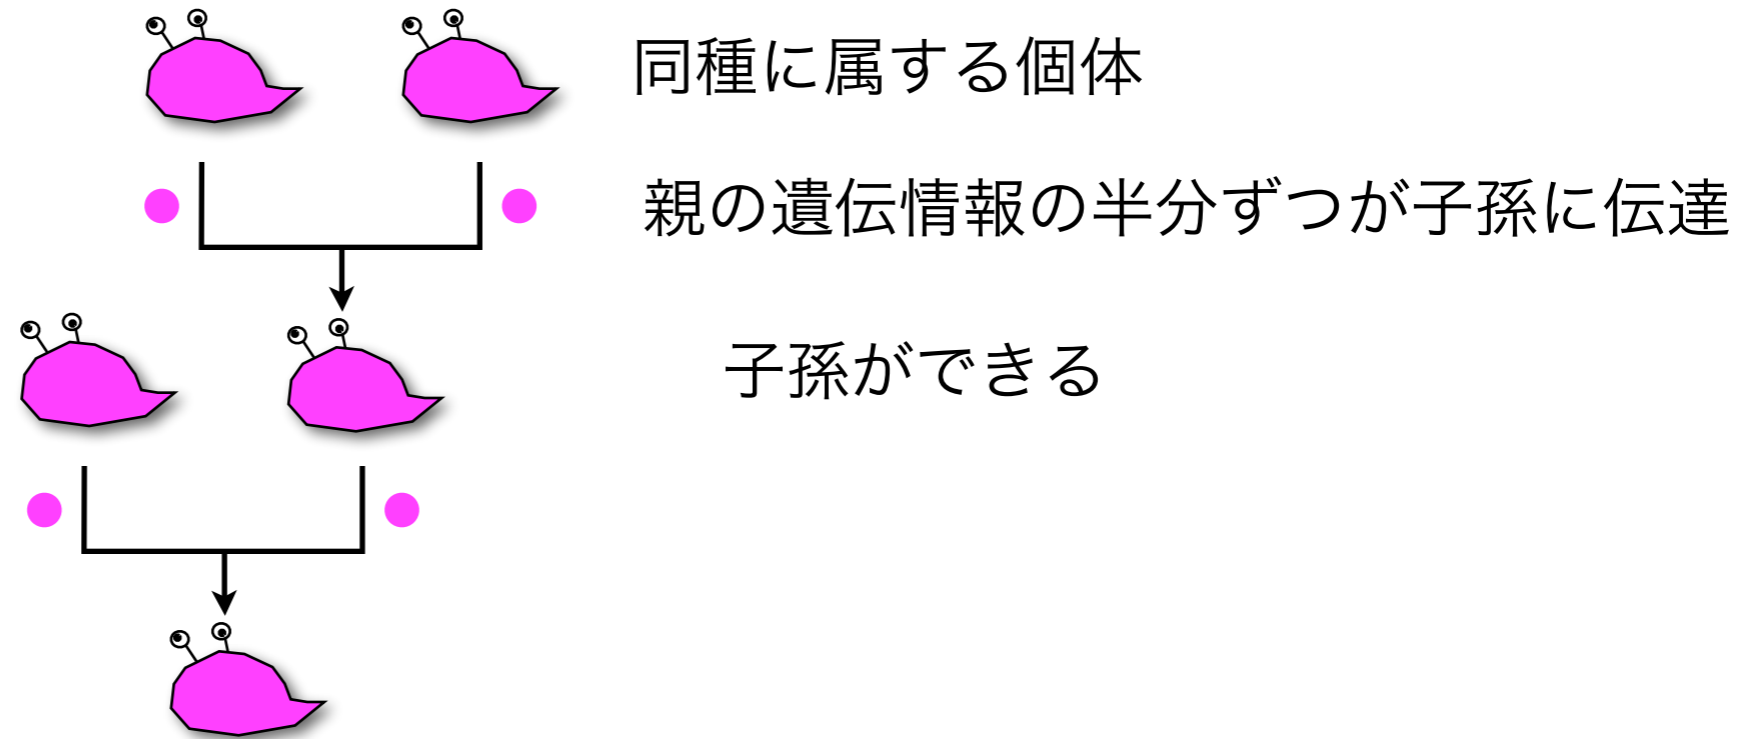 同種に属する個体
親の遺伝情報の半分ずつが子孫に伝達
子孫ができる